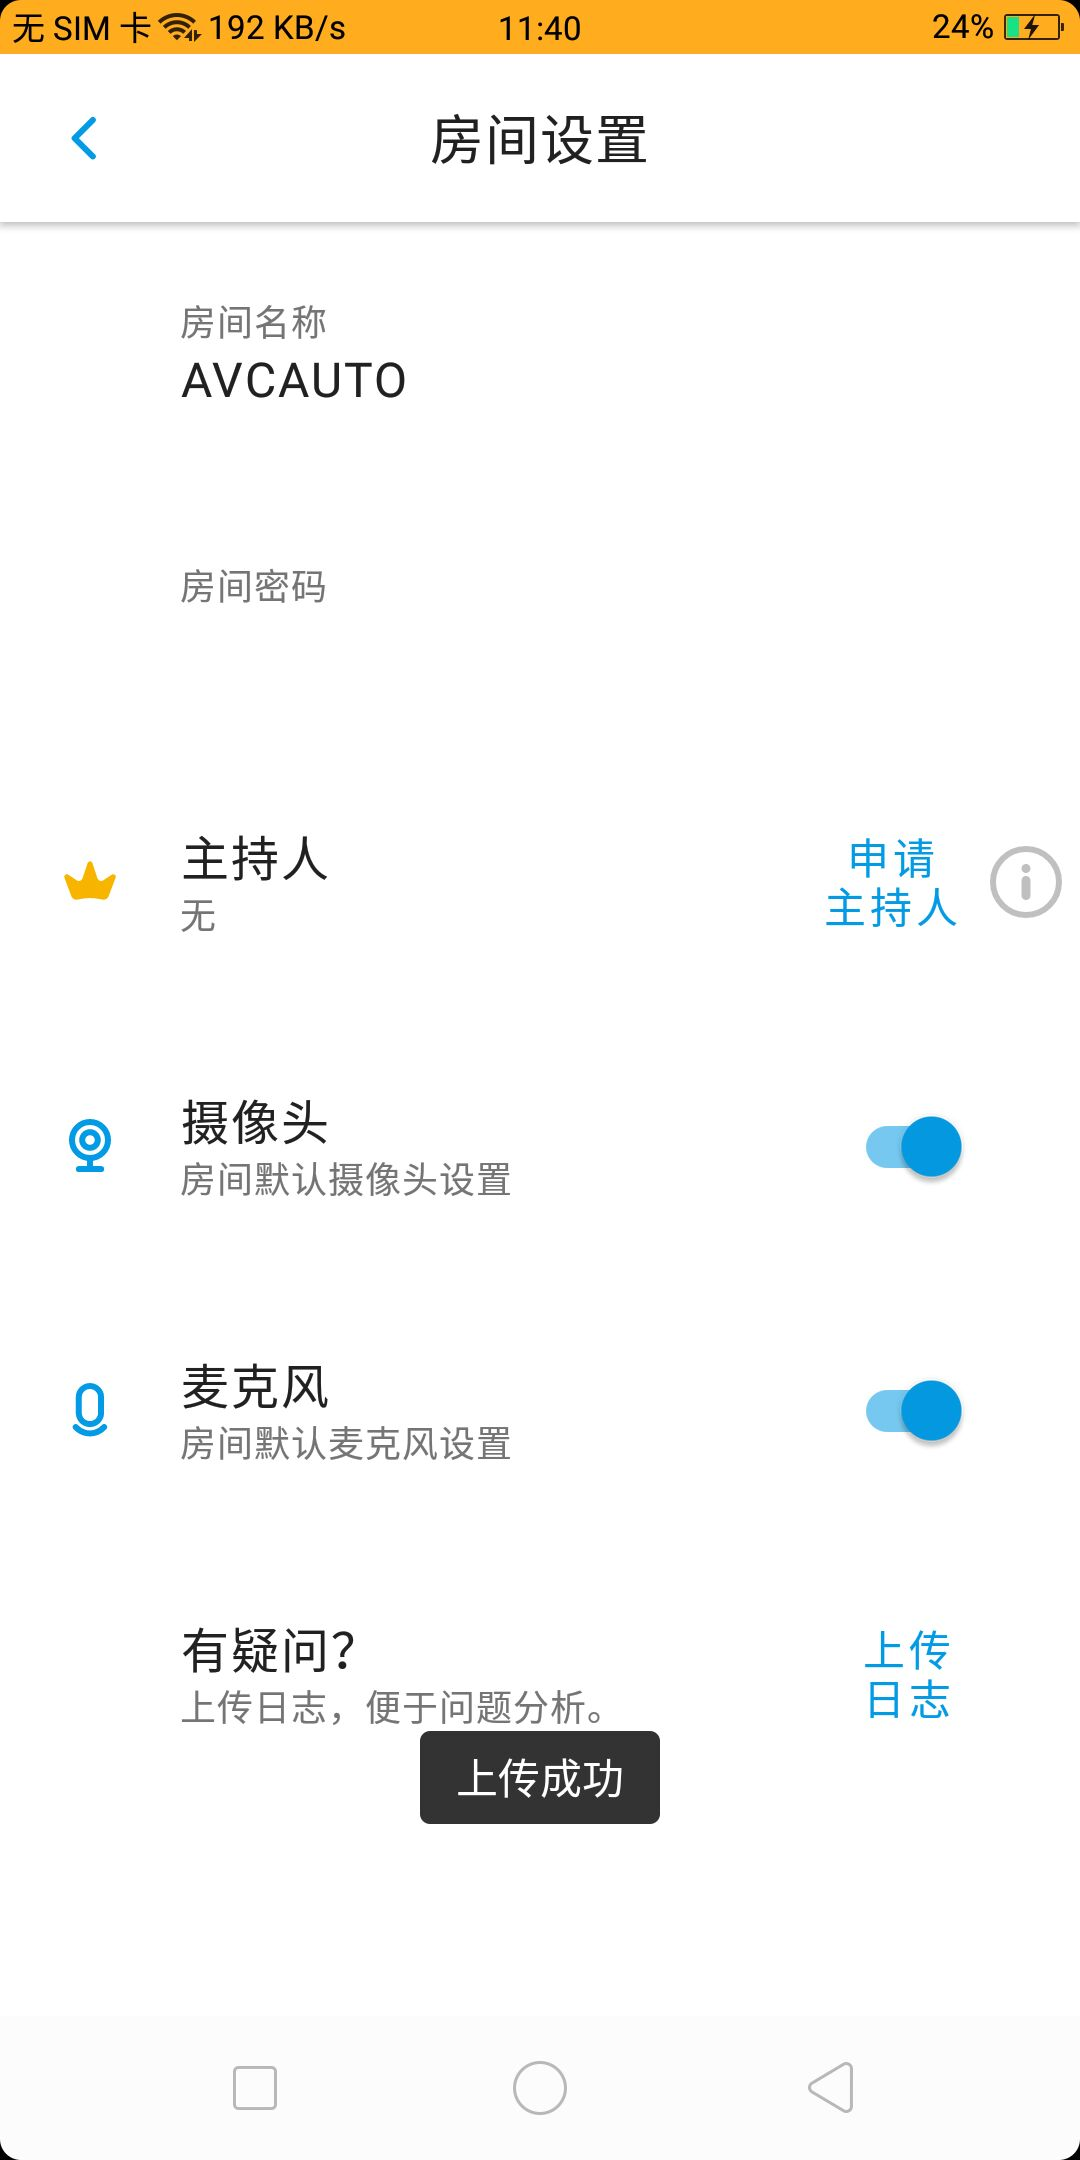 无 SIM 卡 192 KB/s 11:40 24%
房间设置
房间名称
AVCAUTO
房间密码
主持人
无
申请
主持人
摄像头
房间默认摄像头设置
麦克风
房间默认麦克风设置
有疑问？
上传日志，便于问题分析。
上传
日志
上传成功